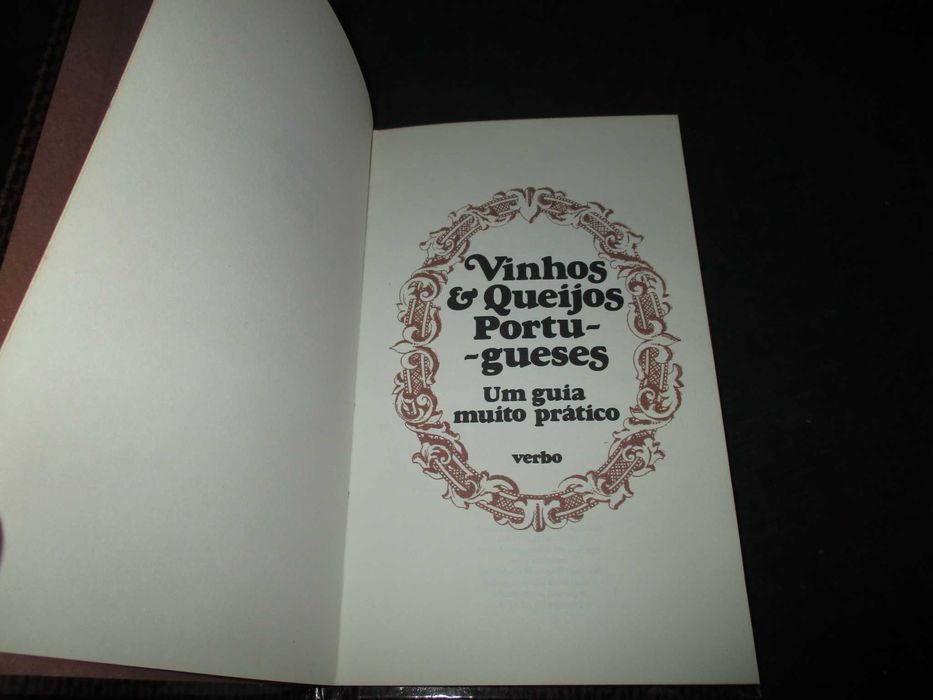 Vinhos
& Queijos
Portu-
-gueses
Um guia
muito prático
verbo